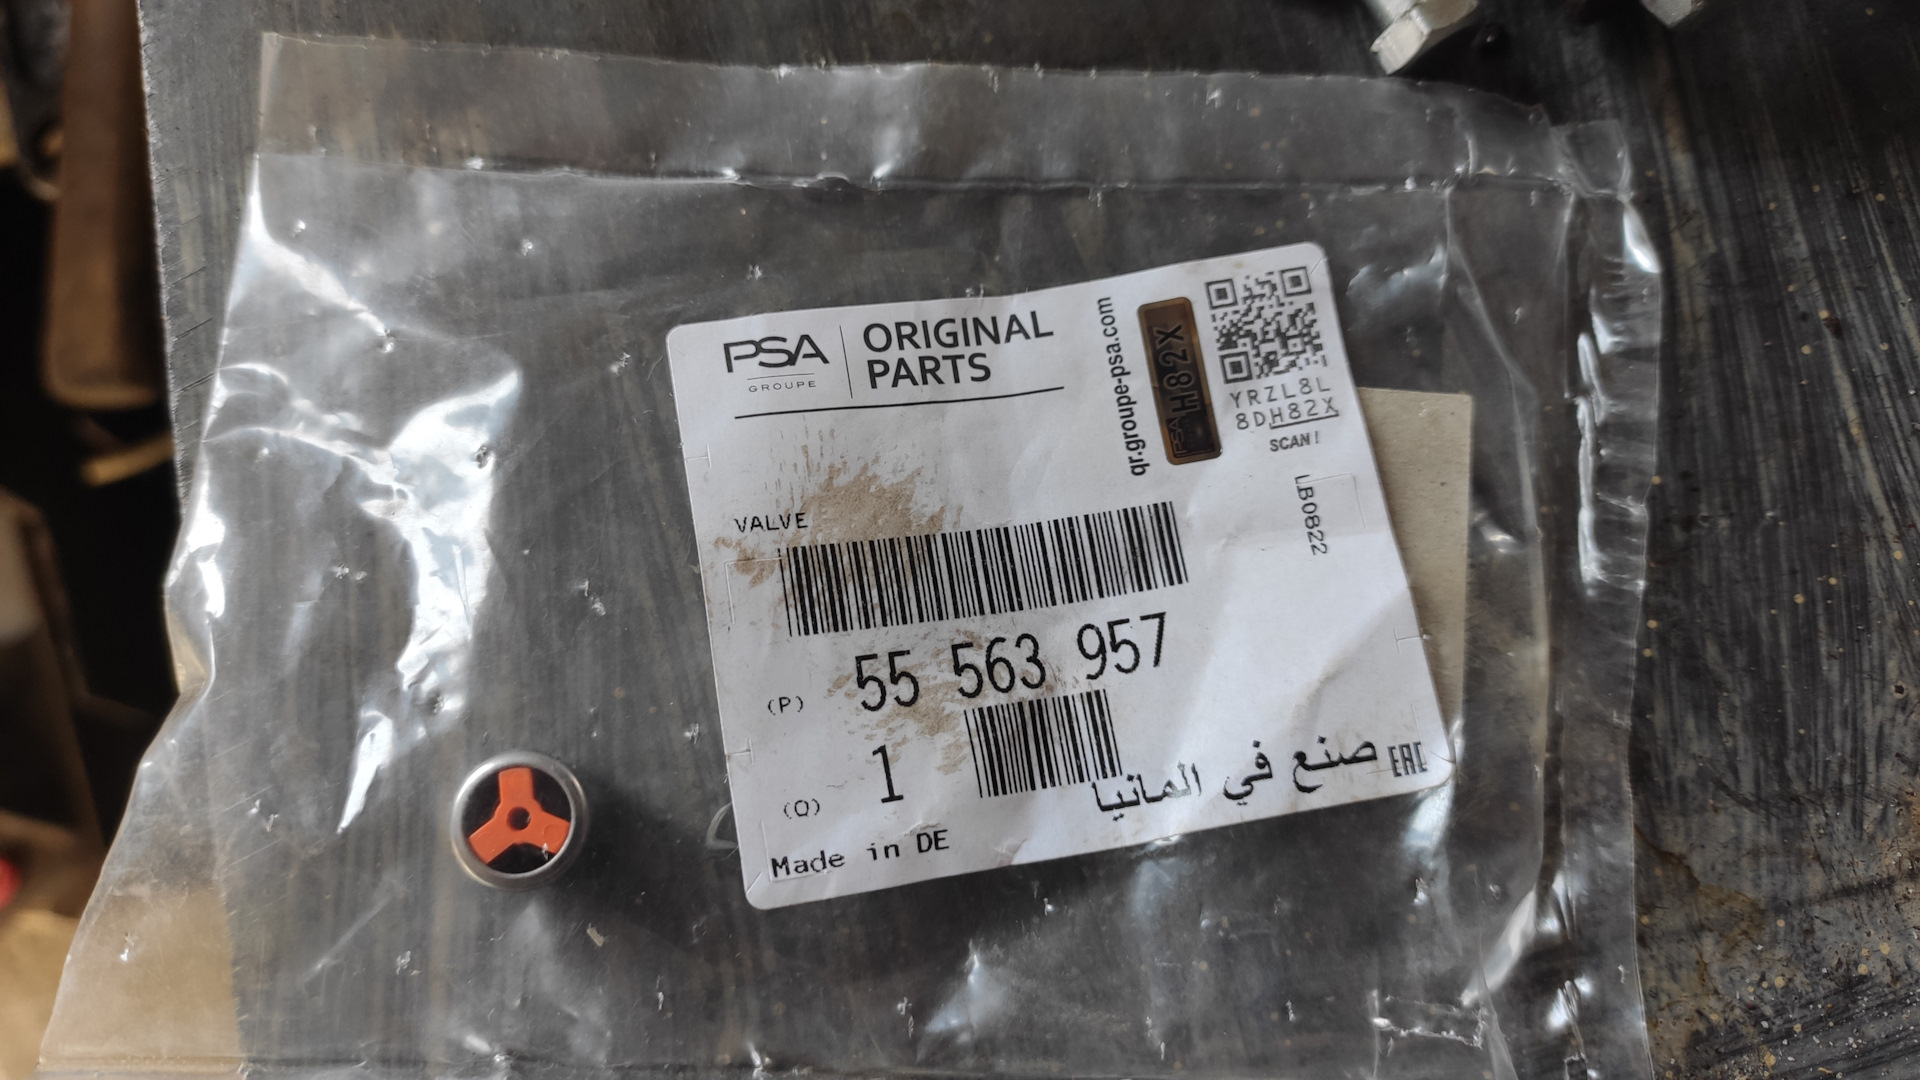 PSA
GROUPE
ORIGINAL
PARTS
qr.groupe-psa.com
PSA H82X
YRZL8L
8DH82X
SCAN!
LB0822
VALVE
(P) 55 563 957
(Q) 1
Made in DE
صنع في المانيا
EAC